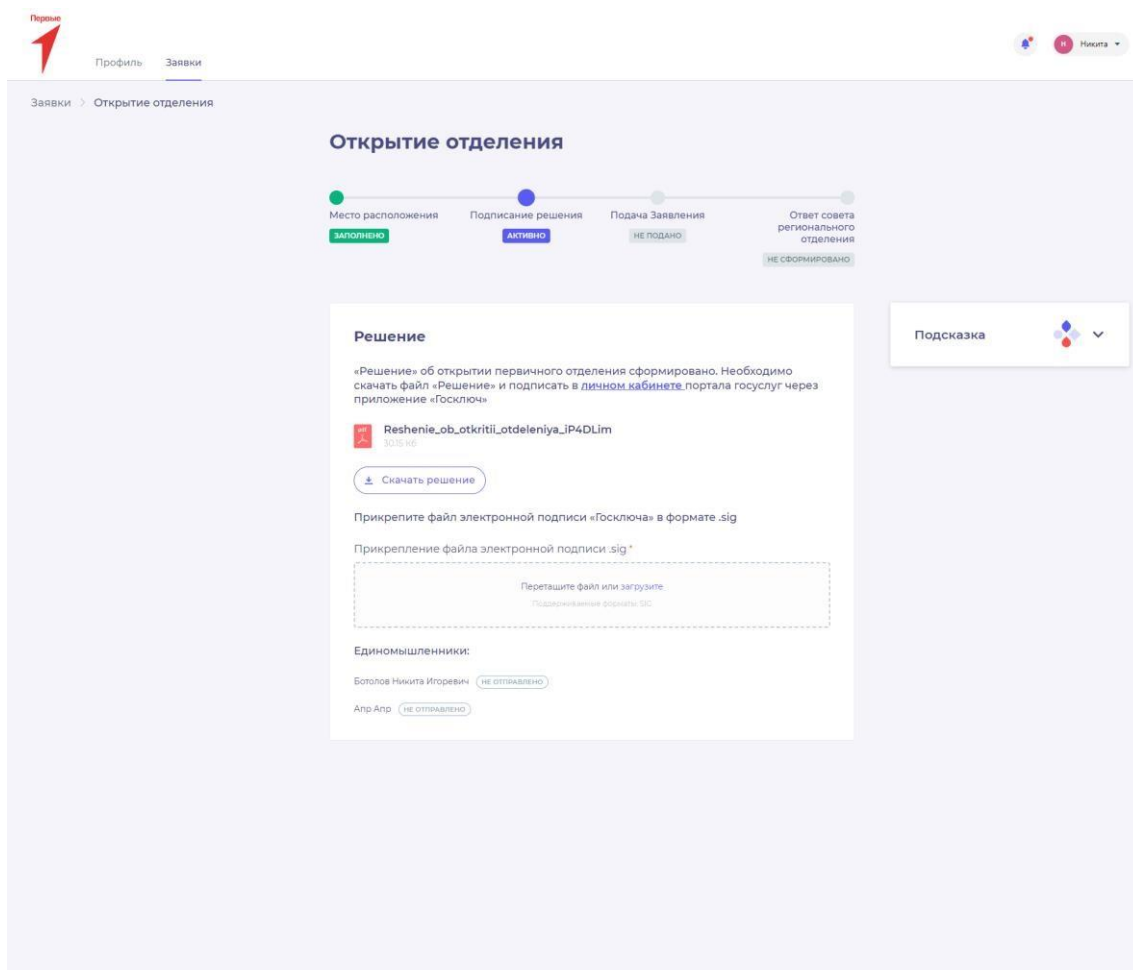 Первые
Профиль Заявки
Н Никита
Заявки > Открытие отделения
Открытие отделения
Место расположения
ЗАПОЛНЕНО
Подписание решения
АКТИВНО
Подача Заявления
НЕ ПОДАНО
Ответ совета
регионального
отделения
НЕ СФОРМИРОВАНО
Решение
«Решение» об открытии первичного отделения сформировано. Необходимо
скачать файл «Решение» и подписать в личном кабинете портала госуслуг через
приложение «Госключ»
pdf
Reshenie_ob_otkritii_otdeleniya_iP4DLim
30.15 Кб
Скачать решение
Прикрепите файл электронной подписи «Госключа» в формате .sig
Прикрепление файла электронной подписи .sig *
Перетащите файл или загрузите
Поддерживаемые форматы: SIG
Единомышленники:
Ботолов Никита Игоревич НЕ ОТПРАВЛЕНО
Апр Апр НЕ ОТПРАВЛЕНО
Подсказка